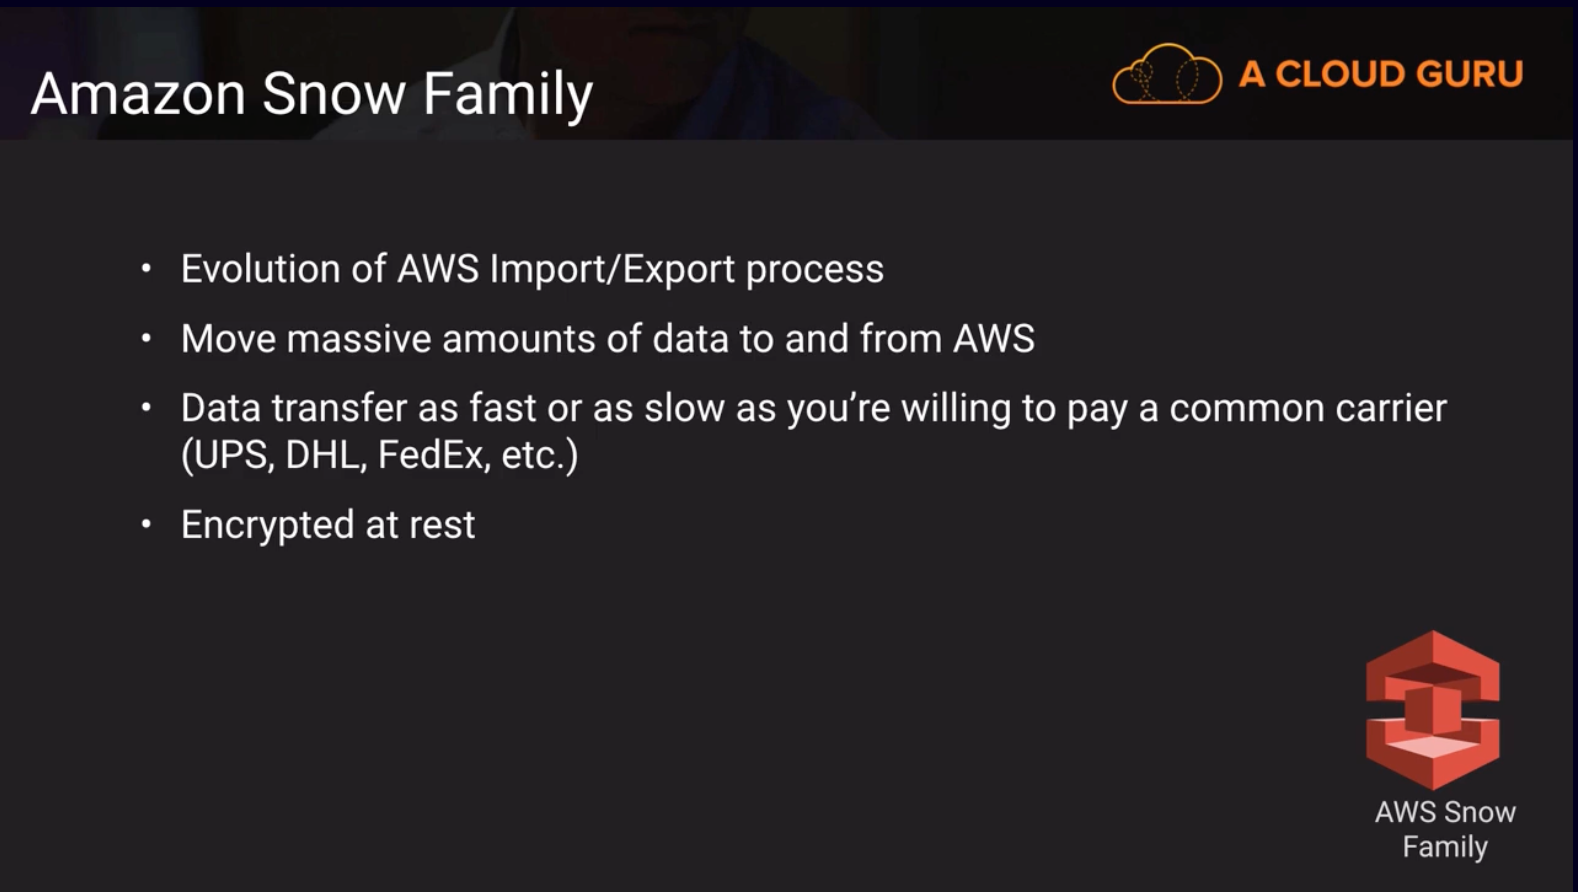 Amazon Snow Family
A CLOUD GURU
• Evolution of AWS Import/Export process
• Move massive amounts of data to and from AWS
• Data transfer as fast or as slow as you’re willing to pay a common carrier
(UPS, DHL, FedEx, etc.)
• Encrypted at rest
AWS Snow
Family